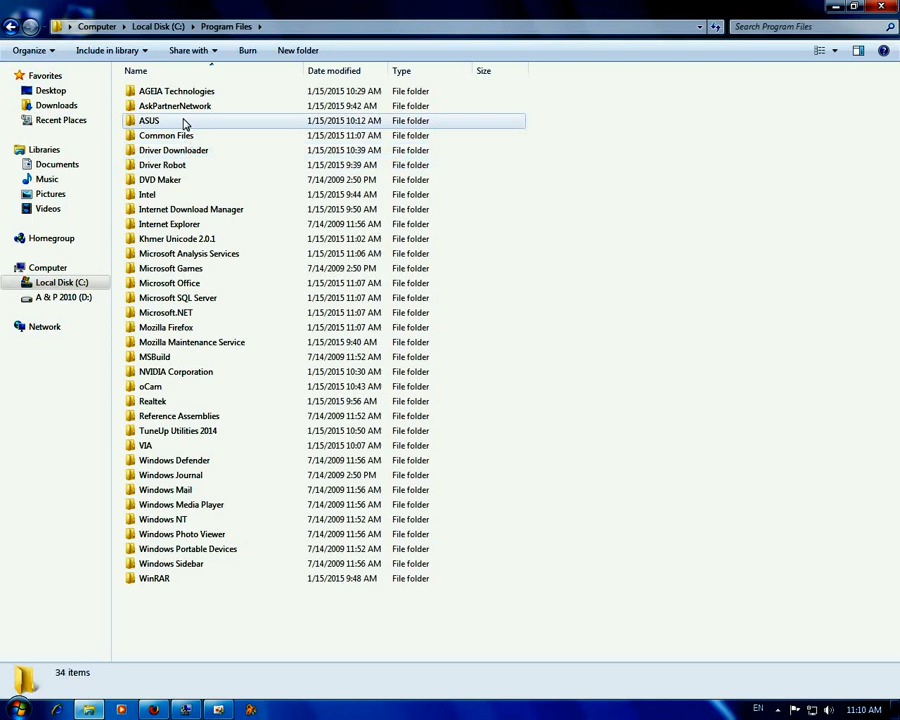 Computer ▸ Local Disk (C:) ▸ Program Files ▸
Search Program Files
Organize Include in library Share with Burn New folder
Name Date modified Type Size
Favorites
Desktop
Downloads
Recent Places
Libraries
Documents
Music
Pictures
Videos
Homegroup
Computer
Local Disk (C:)
A & P 2010 (D:)
Network
AGEIA Technologies 1/15/2015 10:29 AM File folder
AskPartnerNetwork 1/15/2015 9:42 AM File folder
ASUS 1/15/2015 10:12 AM File folder
Common Files 1/15/2015 11:07 AM File folder
Driver Downloader 1/15/2015 10:39 AM File folder
Driver Robot 1/15/2015 9:39 AM File folder
DVD Maker 7/14/2009 2:50 PM File folder
Intel 1/15/2015 9:44 AM File folder
Internet Download Manager 1/15/2015 9:50 AM File folder
Internet Explorer 7/14/2009 11:56 AM File folder
Khmer Unicode 2.0.1 1/15/2015 11:02 AM File folder
Microsoft Analysis Services 1/15/2015 11:06 AM File folder
Microsoft Games 7/14/2009 2:50 PM File folder
Microsoft Office 1/15/2015 11:07 AM File folder
Microsoft SQL Server 1/15/2015 11:07 AM File folder
Microsoft.NET 1/15/2015 11:07 AM File folder
Mozilla Firefox 1/15/2015 11:07 AM File folder
Mozilla Maintenance Service 1/15/2015 9:40 AM File folder
MSBuild 7/14/2009 11:52 AM File folder
NVIDIA Corporation 1/15/2015 10:30 AM File folder
oCam 1/15/2015 10:43 AM File folder
Realtek 1/15/2015 9:56 AM File folder
Reference Assemblies 7/14/2009 11:52 AM File folder
TuneUp Utilities 2014 1/15/2015 10:50 AM File folder
VIA 1/15/2015 10:07 AM File folder
Windows Defender 7/14/2009 11:56 AM File folder
Windows Journal 7/14/2009 2:50 PM File folder
Windows Mail 7/14/2009 11:56 AM File folder
Windows Media Player 7/14/2009 11:56 AM File folder
Windows NT 7/14/2009 11:52 AM File folder
Windows Photo Viewer 7/14/2009 11:56 AM File folder
Windows Portable Devices 7/14/2009 11:52 AM File folder
Windows Sidebar 7/14/2009 11:56 AM File folder
WinRAR 1/15/2015 9:48 AM File folder
34 items
EN 11:10 AM